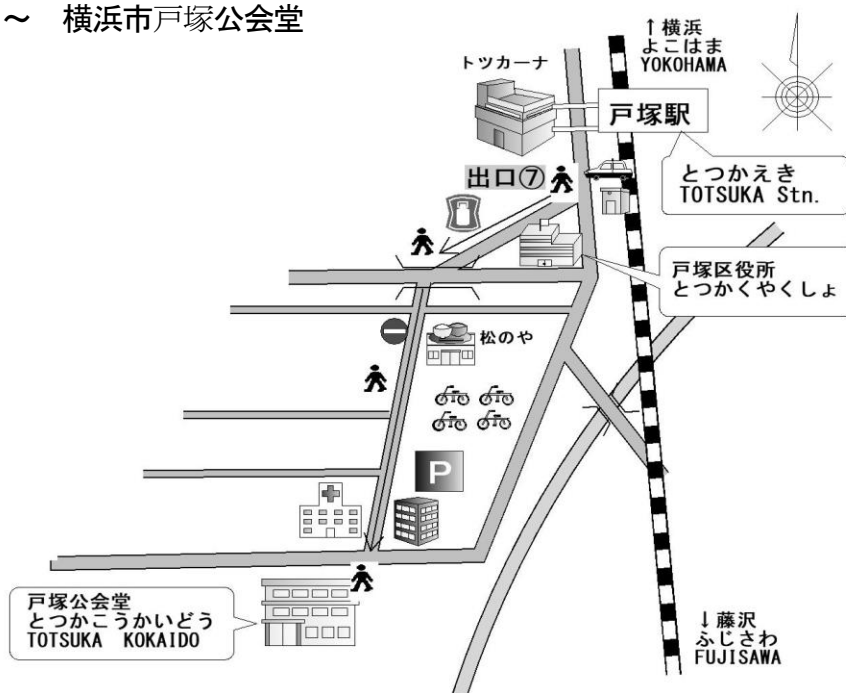 ～ 横浜市戸塚公会堂
↑横浜
よこはま
YOKOHAMA
トツカーナ
戸塚駅
とつかえき
TOTSUKA Stn.
出口⑦
戸塚区役所
とつかくやくしょ
松のや
P
戸塚公会堂
とつかこうかいどう
TOTSUKA KOKAIDO
↓藤沢
ふじさわ
FUJISAWA